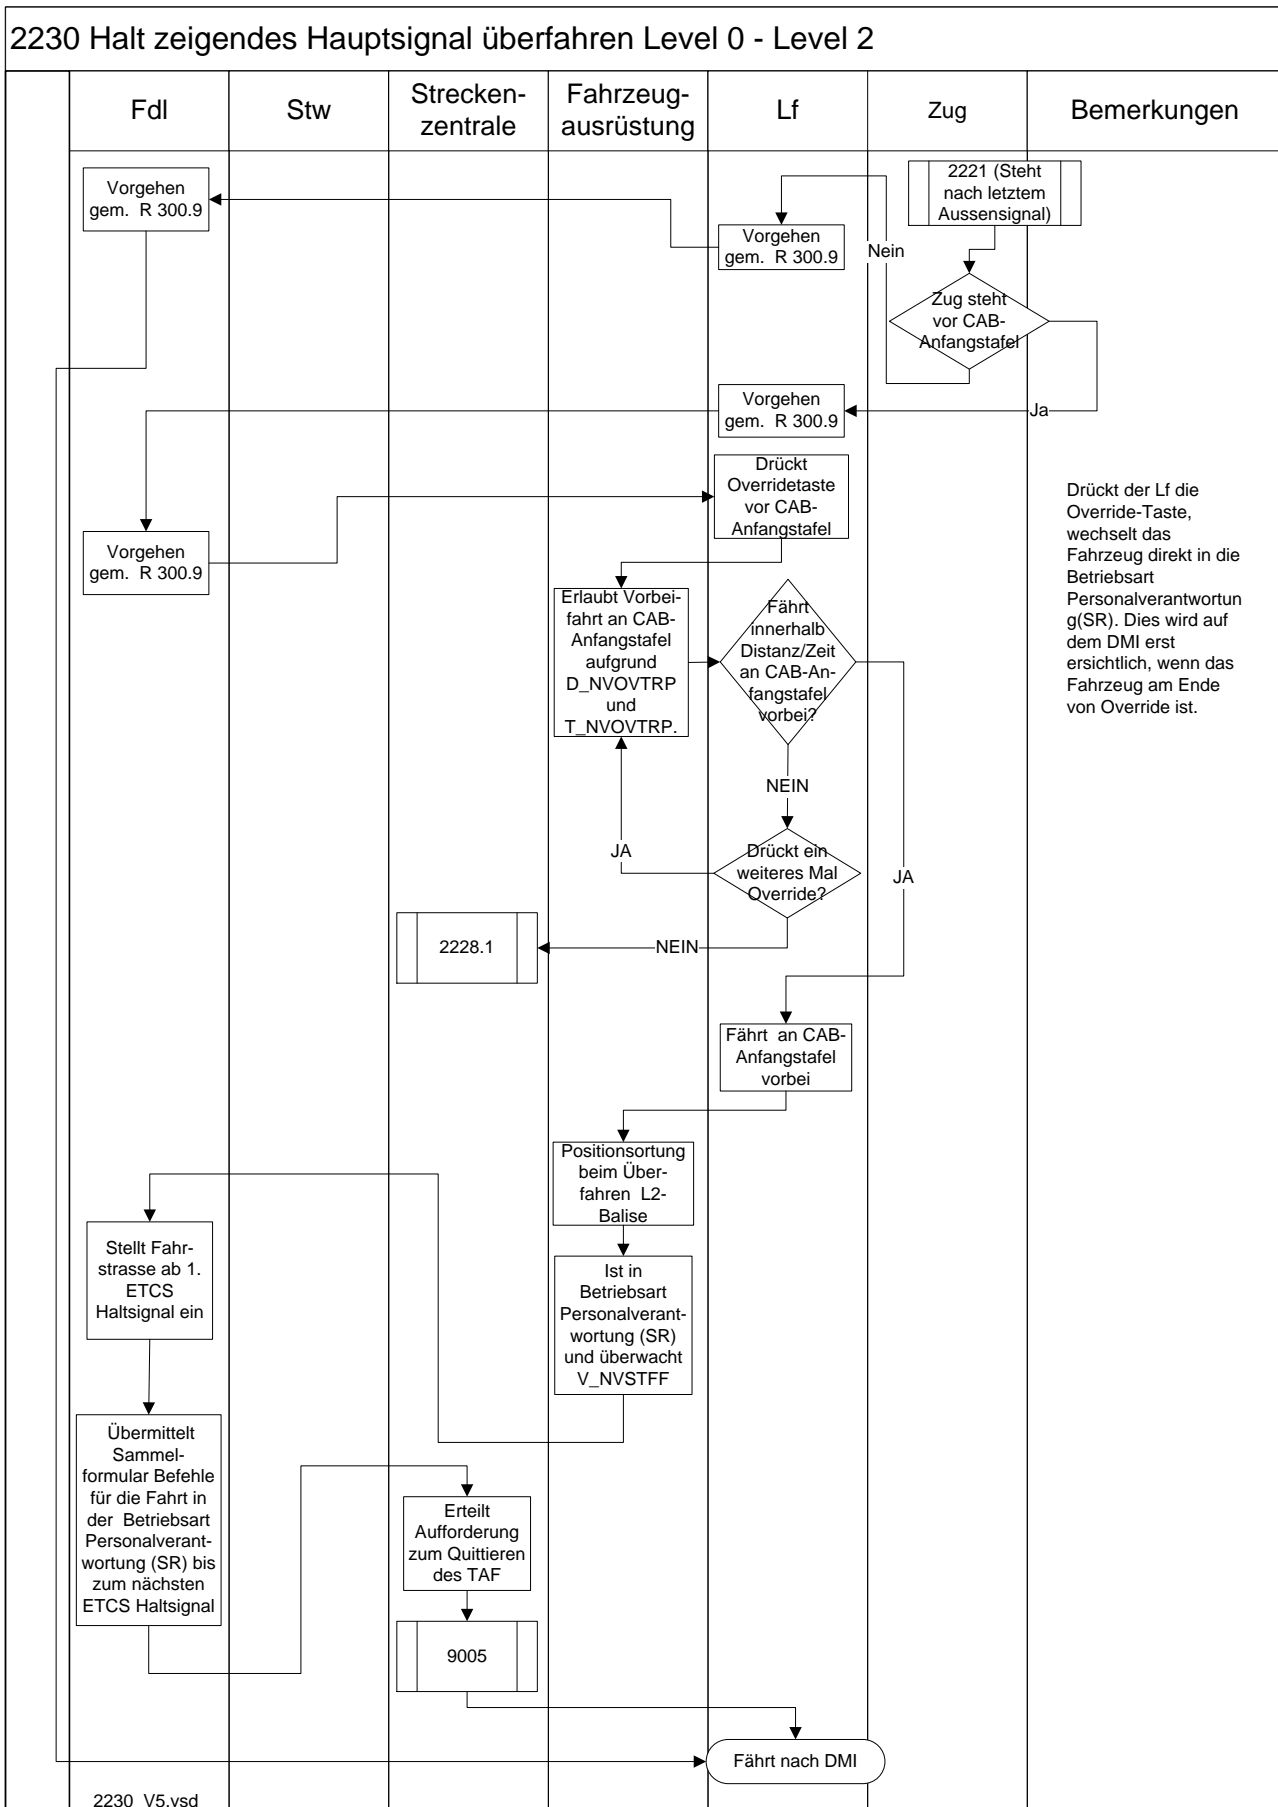 2230 Halt zeigendes Hauptsignal überfahren Level 0 - Level 2
Fdl
Stw
Strecken-
zentrale
Fahrzeug-
ausrüstung
Lf
Zug
Bemerkungen
Vorgehen
gem. R 300.9
Vorgehen
gem. R 300.9
2221 (Steht
nach letztem
Aussensignal)
Nein
Zug steht
vor CAB-
Anfangstafel
Ja
Vorgehen
gem. R 300.9
Vorgehen
gem. R 300.9
Drückt
Overridetaste
vor CAB-
Anfangstafel
Drückt der Lf die
Override-Taste,
wechselt das
Fahrzeug direkt in die
Betriebsart
Personalverantwortun
g(SR). Dies wird auf
dem DMI erst
ersichtlich, wenn das
Fahrzeug am Ende
von Override ist.
Erlaubt Vorbei-
fahrt an CAB-
Anfangstafel
aufgrund
D_NVOVTRP
und
T_NVOVTRP.
Fährt
innerhalb
Distanz/Zeit
an CAB-An-
fangstafel
vorbei?
NEIN
JA
Drückt ein
weiteres Mal
Override?
JA
NEIN
2228.1
Fährt an CAB-
Anfangstafel
vorbei
Positionsortung
beim Über-
fahren L2-
Balise
Ist in
Betriebsart
Personalverant-
wortung (SR)
und überwacht
V_NVSTFF
Stellt Fahr-
strasse ab 1.
ETCS
Haltsignal ein
Übermittelt
Sammel-
formular Befehle
für die Fahrt in
der Betriebsart
Personalverant-
wortung (SR) bis
zum nächsten
ETCS Haltsignal
Erteilt
Aufforderung
zum Quittieren
des TAF
9005
Fährt nach DMI
2230_V5.vsd